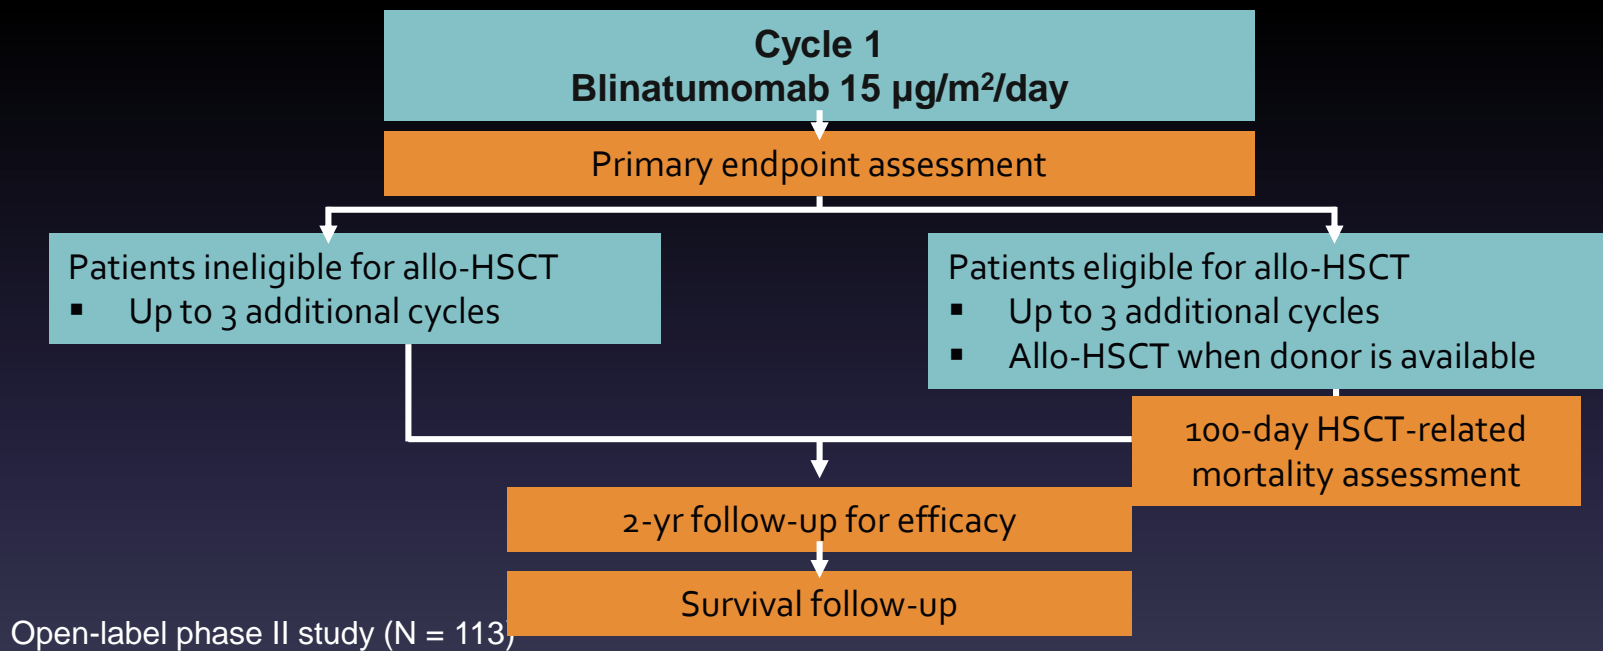 Cycle 1
Blinatumomab 15 µg/m²/day
Primary endpoint assessment
Patients ineligible for allo-HSCT
▪ Up to 3 additional cycles
Patients eligible for allo-HSCT
▪ Up to 3 additional cycles
▪ Allo-HSCT when donor is available
100-day HSCT-related
mortality assessment
2-yr follow-up for efficacy
Survival follow-up
Open-label phase II study (N = 113)